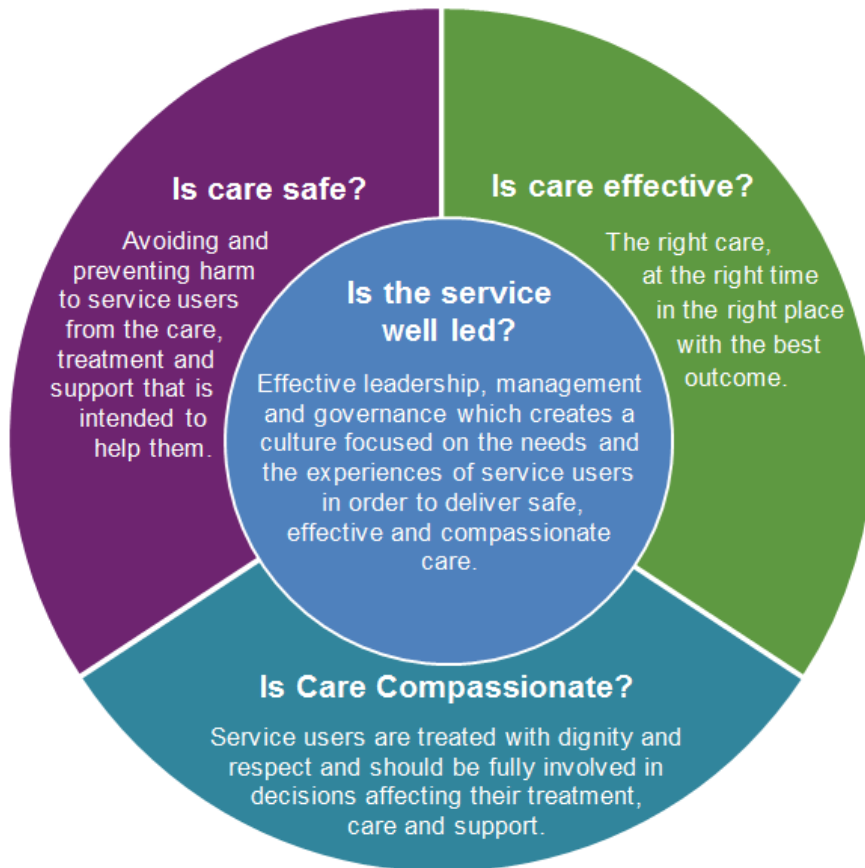 Is care safe?
Avoiding and
preventing harm
to service users
from the care,
treatment and
support that is
intended to
help them.
Is care effective?
The right care,
at the right time
in the right place
with the best
outcome.
Is the service
well led?
Effective leadership, management
and governance which creates a
culture focused on the needs and
the experiences of service users
in order to deliver safe,
effective and compassionate
care.
Is Care Compassionate?
Service users are treated with dignity and
respect and should be fully involved in
decisions affecting their treatment,
care and support.